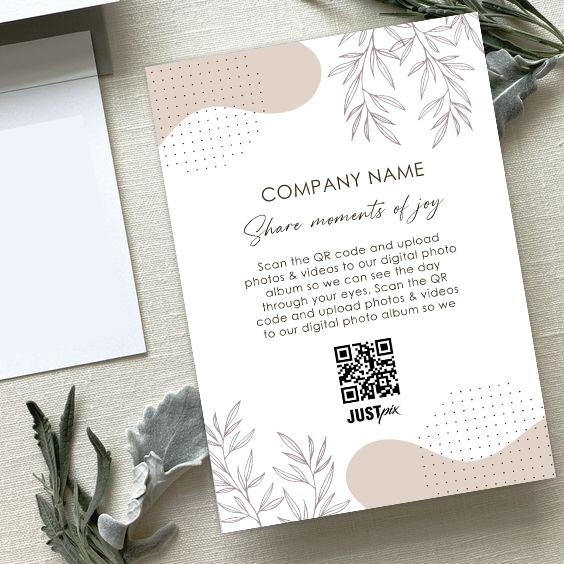 COMPANY NAME
Share moments of joy
Scan the QR code and upload
photos & videos to our digital photo
album so we can see the day
through your eyes. Scan the QR
code and upload photos & videos
to our digital photo album so we
JUSTpix